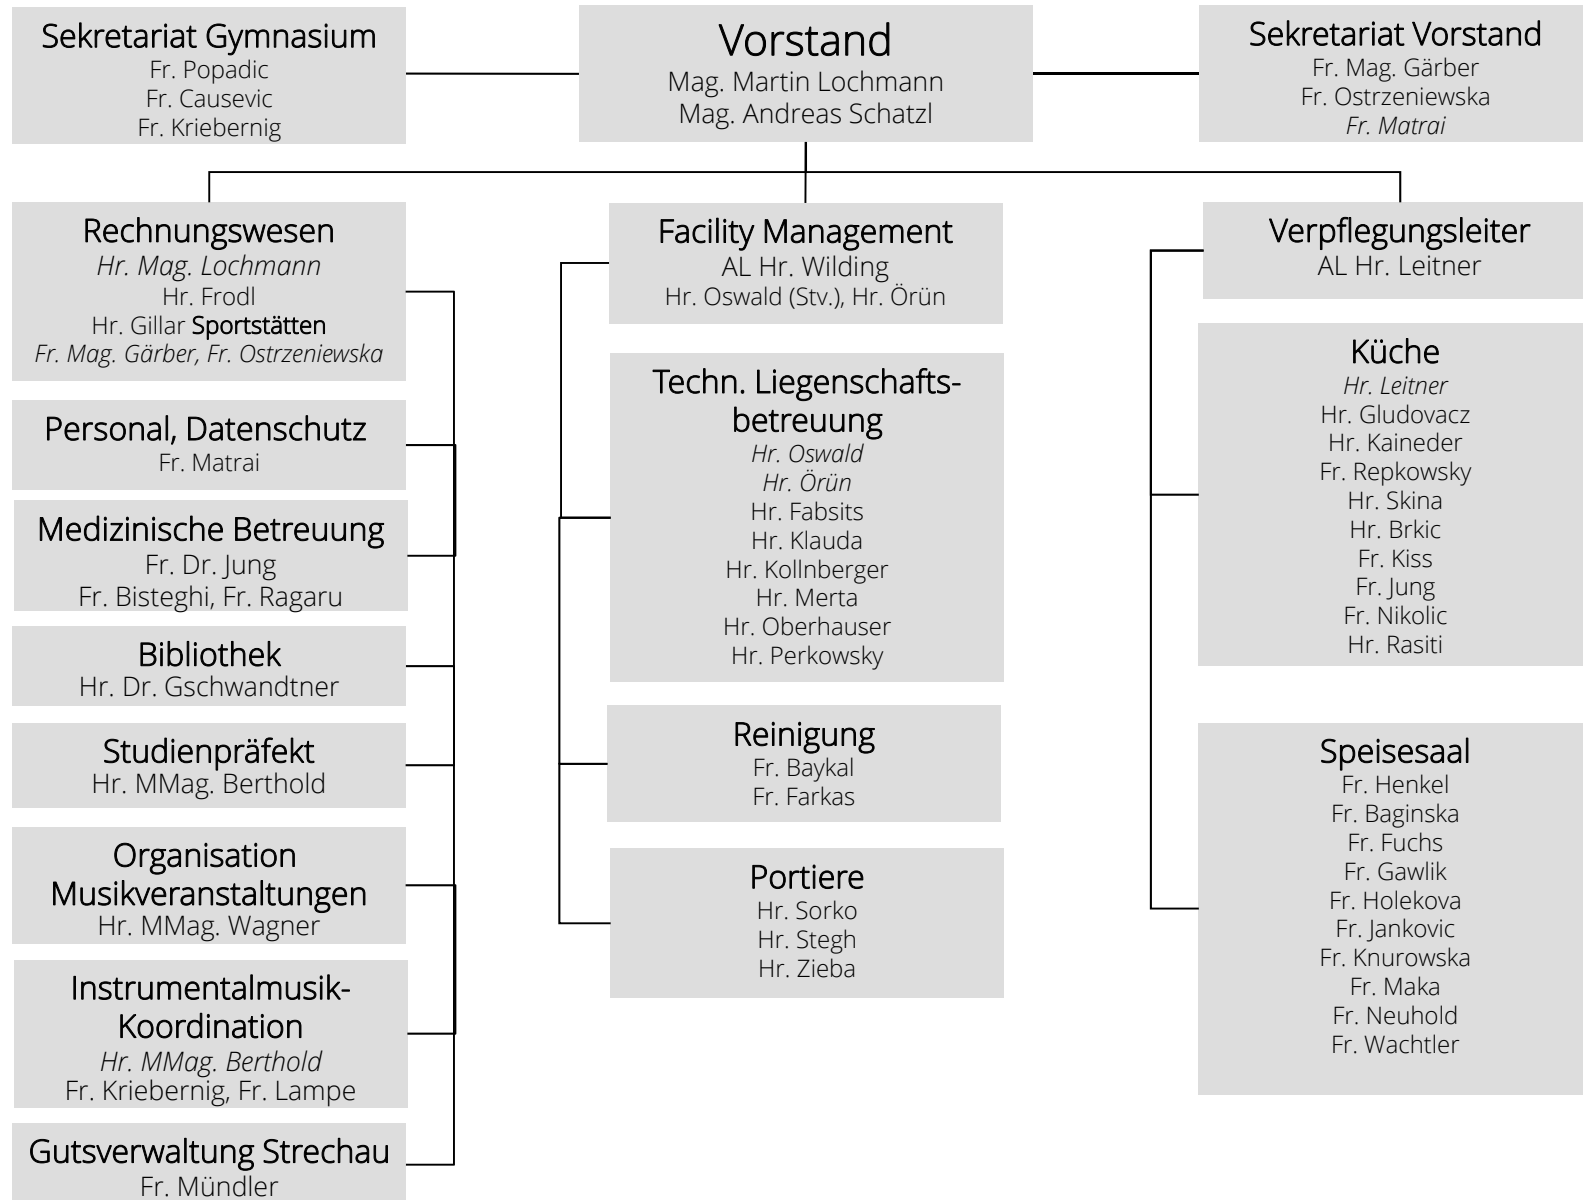 Sekretariat Gymnasium
Fr. Popadic
Fr. Causevic
Fr. Kriebernig
Vorstand
Mag. Martin Lochmann
Mag. Andreas Schatzl
Sekretariat Vorstand
Fr. Mag. Gärber
Fr. Ostrzeniewska
Fr. Matrai
Rechnungswesen
Hr. Mag. Lochmann
Hr. Frodl
Hr. Gillar Sportstätten
Fr. Mag. Gärber, Fr. Ostrzeniewska
Personal, Datenschutz
Fr. Matrai
Medizinische Betreuung
Fr. Dr. Jung
Fr. Bisteghi, Fr. Ragaru
Bibliothek
Hr. Dr. Gschwandtner
Studienpräfekt
Hr. MMag. Berthold
Organisation
Musikveranstaltungen
Hr. MMag. Wagner
Instrumentalmusik-
Koordination
Hr. MMag. Berthold
Fr. Kriebernig, Fr. Lampe
Gutsverwaltung Strechau
Fr. Mündler
Facility Management
AL Hr. Wilding
Hr. Oswald (Stv.), Hr. Örün
Techn. Liegenschafts-
betreuung
Hr. Oswald
Hr. Örün
Hr. Fabsits
Hr. Klauda
Hr. Kollnberger
Hr. Merta
Hr. Oberhauser
Hr. Perkowsky
Reinigung
Fr. Baykal
Fr. Farkas
Portiere
Hr. Sorko
Hr. Stegh
Hr. Zieba
Verpflegungsleiter
AL Hr. Leitner
Küche
Hr. Leitner
Hr. Gludovacz
Hr. Kaineder
Fr. Repkowsky
Hr. Skina
Hr. Brkic
Fr. Kiss
Fr. Jung
Fr. Nikolic
Hr. Rasiti
Speisesaal
Fr. Henkel
Fr. Baginska
Fr. Fuchs
Fr. Gawlik
Fr. Holekova
Fr. Jankovic
Fr. Knurowska
Fr. Maka
Fr. Neuhold
Fr. Wachtler